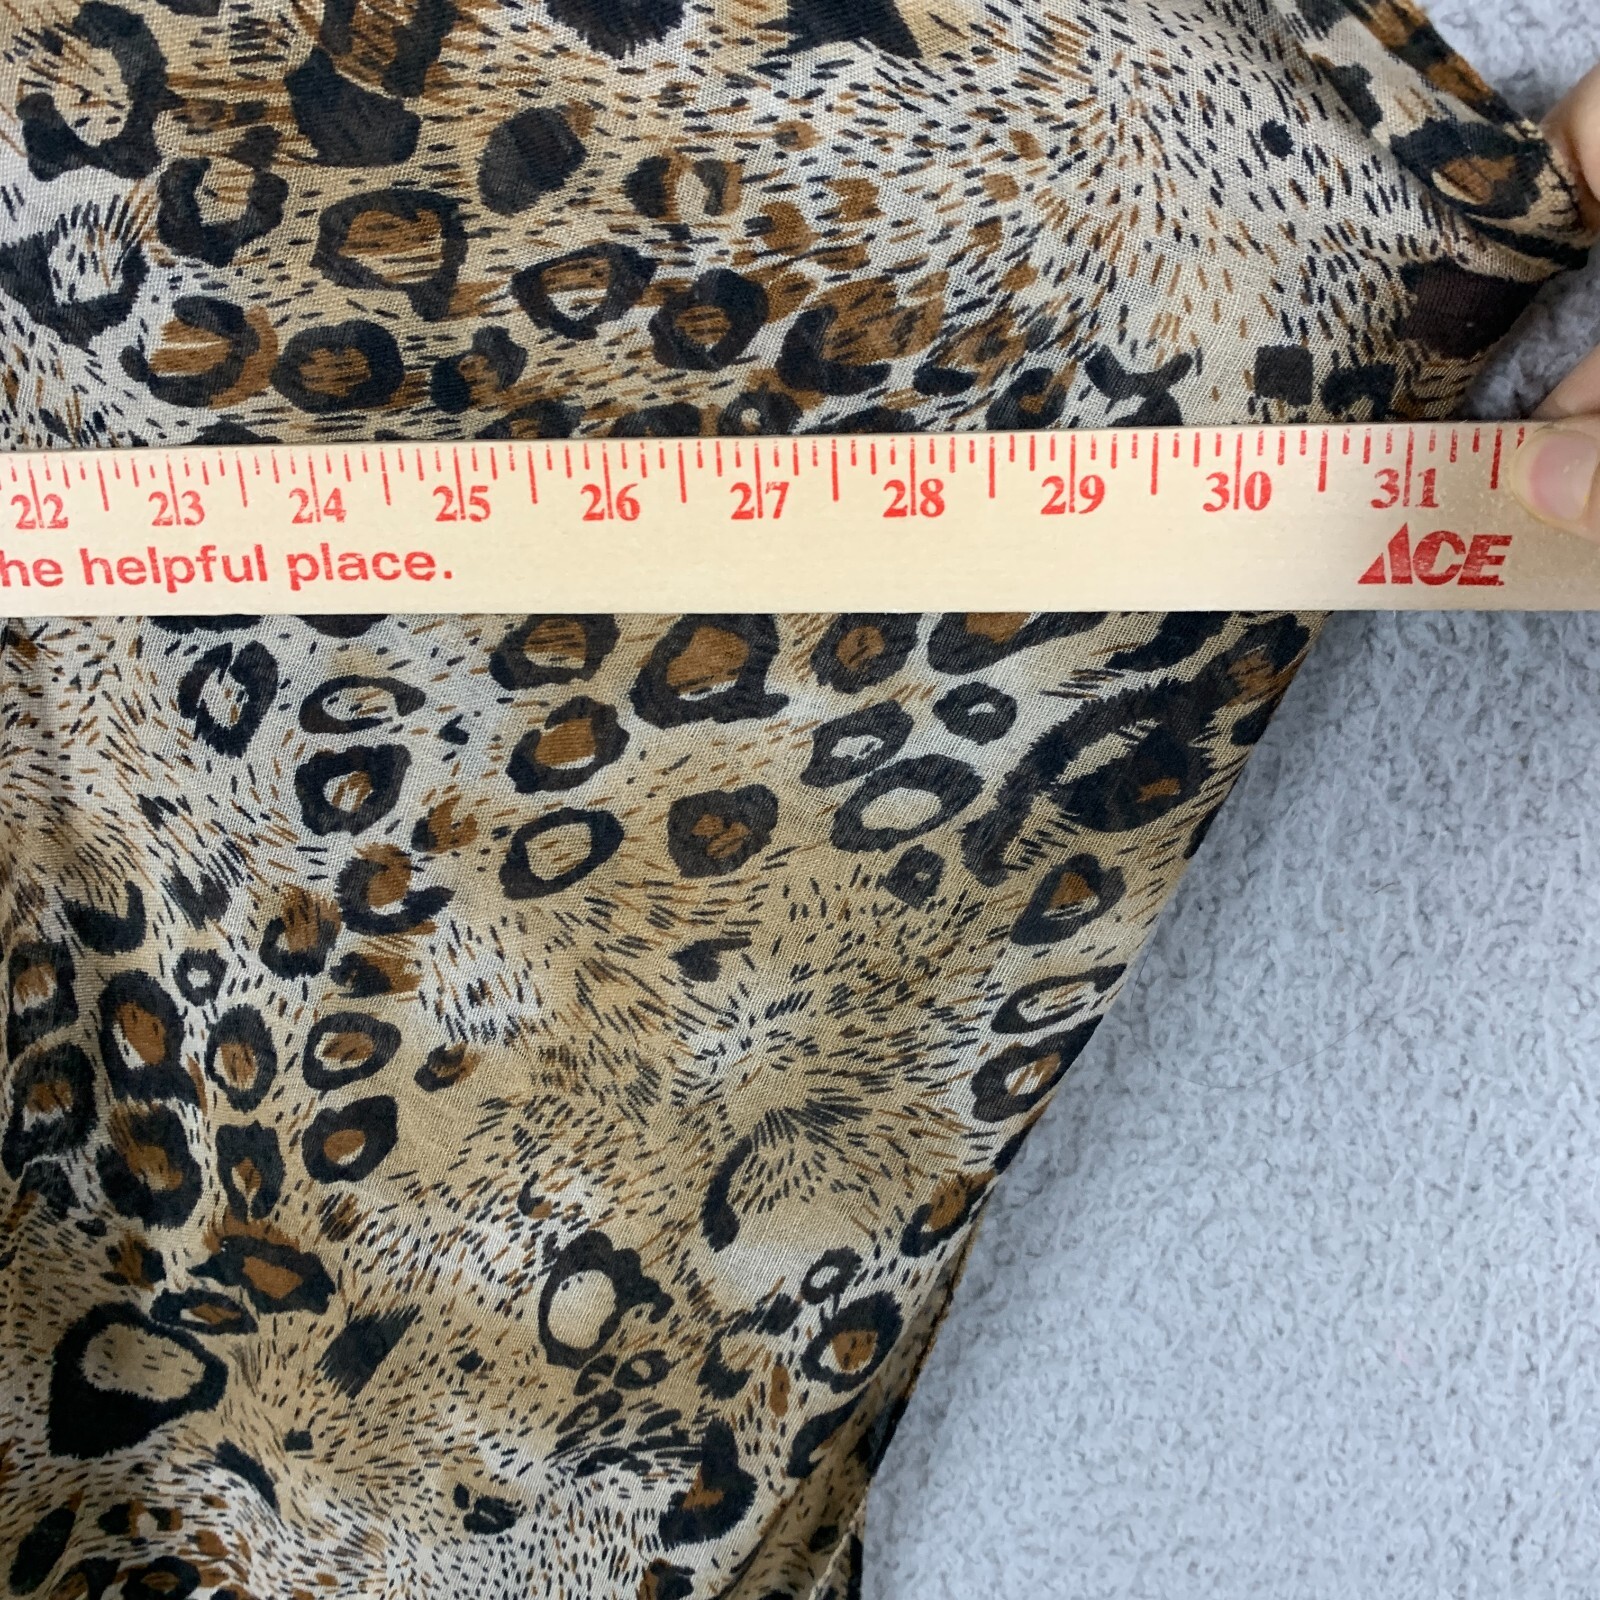 22 23 24 25 26 27 28 29 30 31
he helpful place. ACE